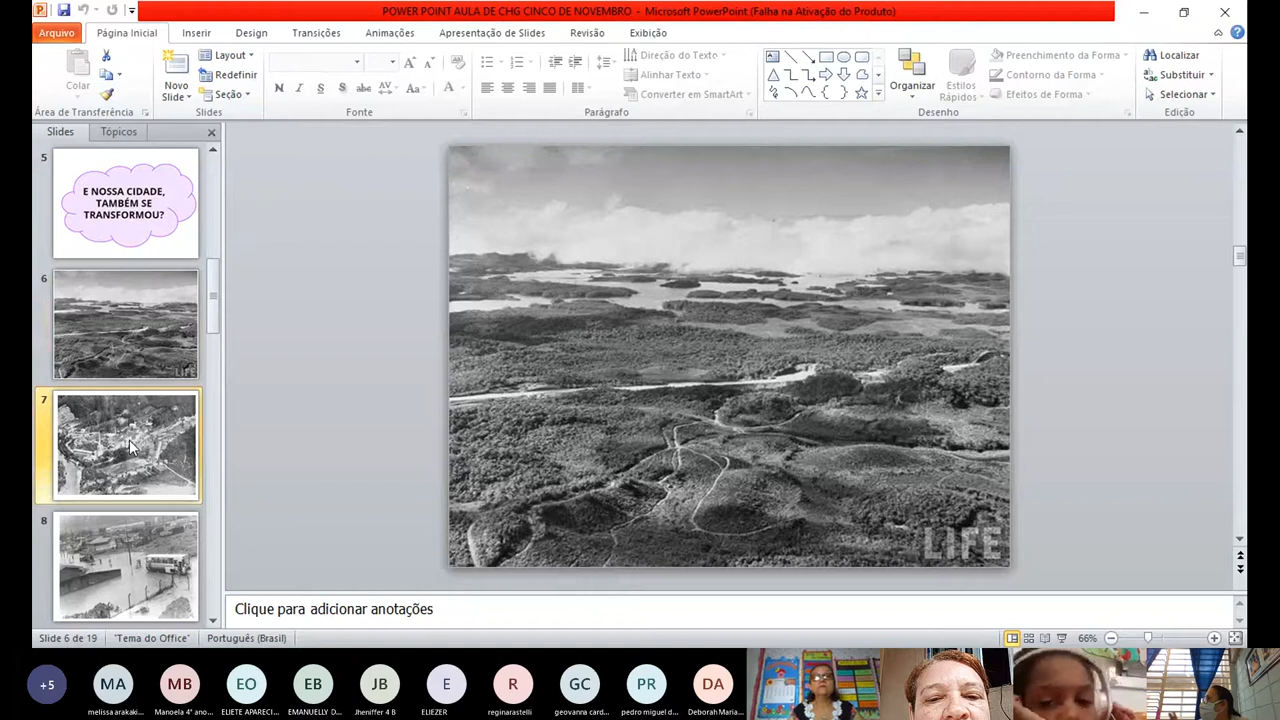 POWER POINT AULA DE CHG CINCO DE NOVEMBRO - Microsoft PowerPoint (Falha na Ativação do Produto)
Arquivo
Página Inicial
Inserir
Design
Transições
Animações
Apresentação de Slides
Revisão
Exibição
Colar
Área de Transferência
Novo
Slide
Layout
Redefinir
Seção
Slides
N
I
S
S
abc
AV
Aa
A
A
A
Fonte
Direção do Texto
Alinhar Texto
Converter em SmartArt
Parágrafo
Organizar
Estilos
Rápidos
Preenchimento da Forma
Contorno da Forma
Efeitos de Forma
Desenho
Localizar
Substituir
Selecionar
Edição
Slides
Tópicos
5
E NOSSA CIDADE,
TAMBÉM SE
TRANSFORMOU?
6
LIFE
7
8
LIFE
Clique para adicionar anotações
Slide 6 de 19
"Tema do Office"
Português (Brasil)
66%
+5
MA
MB
EO
EB
JB
E
R
GC
PR
DA
melissa arakaki...
Manoela 4° ano...
ELIETE APARECI...
EMANUELLY D...
Jheniffer 4 B
ELIEZER
reginarastelli
geovanna card...
pedro miguel d...
Deborah Maria...